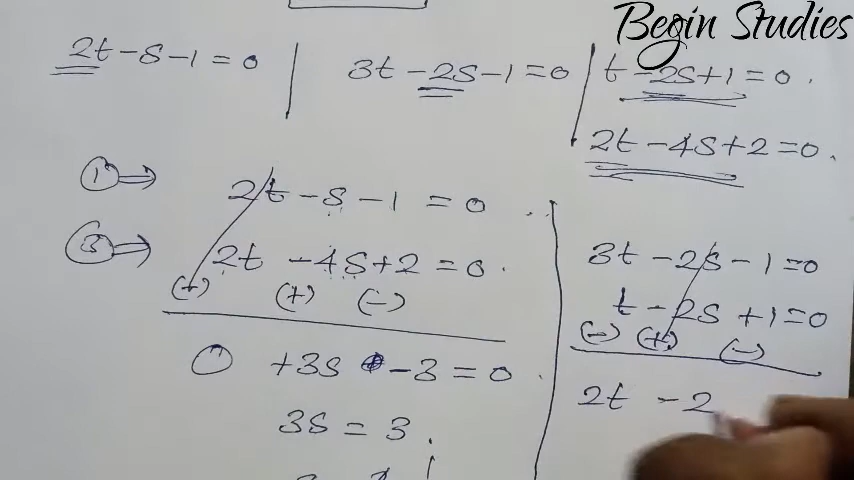 Begin Studies
2t - s - 1 = 0
3t - 2s - 1 = 0
t - 2s + 1 = 0.
2t - 4s + 2 = 0.
① ⇒ 2t - s - 1 = 0
③ ⇒ 2t - 4s + 2 = 0.
(+) (+) (-)
+3s - 3 = 0
3s = 3.
3t - 2s - 1 = 0
t - 2s + 1 = 0
(-) (+) (-)
2t - 2